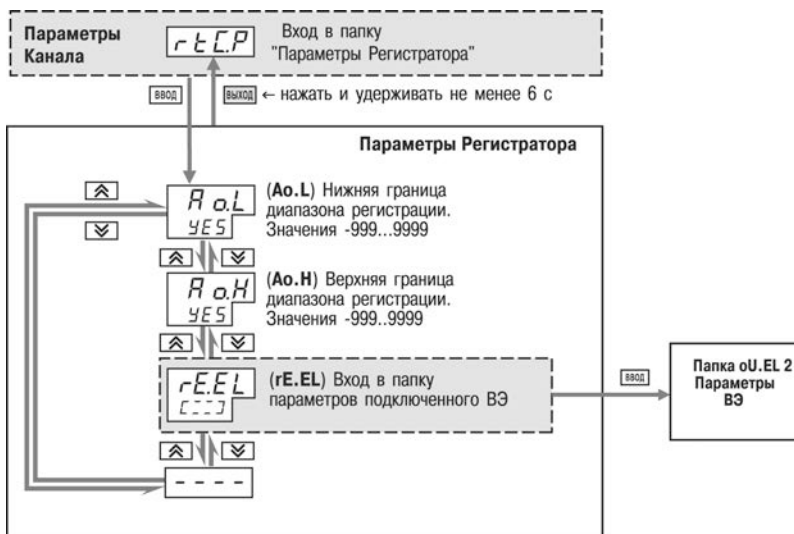 Параметры
Канала
rtC.P
Вход в папку
"Параметры Регистратора"
ВВОД
ВЫХОД ← нажать и удерживать не менее 6 с
Параметры Регистратора
Ao.L
YES
(Ao.L) Нижняя граница
диапазона регистрации.
Значения -999...9999
Ao.H
YES
(Ao.H) Верхняя граница
диапазона регистрации.
Значения -999..9999
rE.EL
[---]
(rE.EL) Вход в папку
параметров подключенного ВЭ
ВВОД
Папка oU.EL 2
Параметры
ВЭ
----